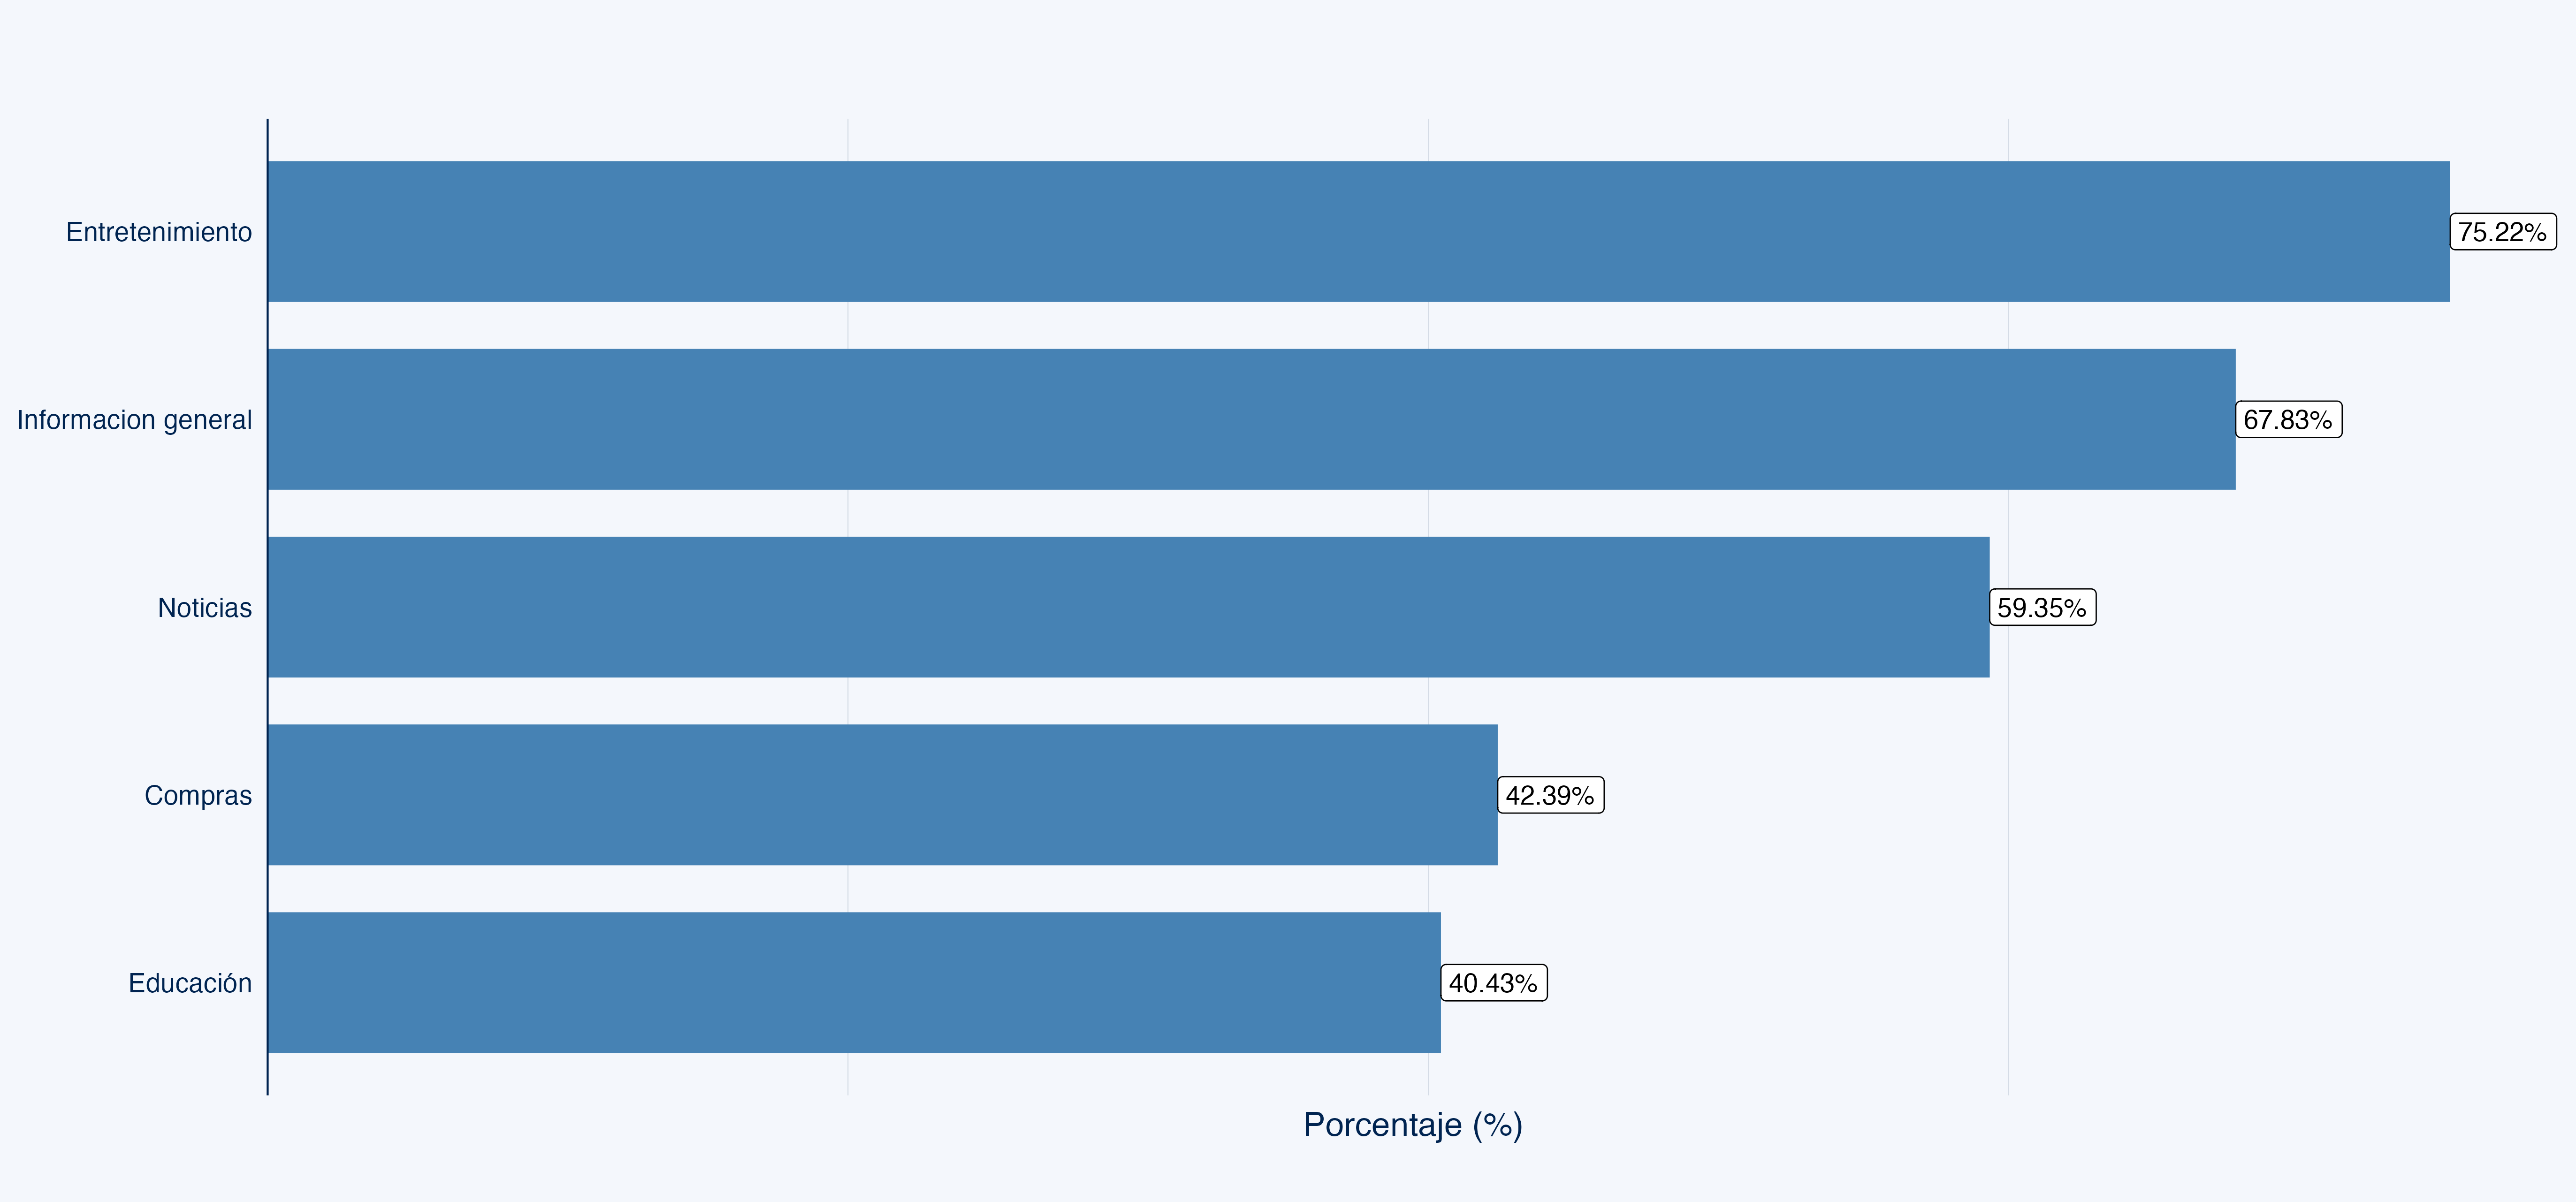 Entretenimiento
75.22%
Informacion general
67.83%
Noticias
59.35%
Compras
42.39%
Educación
40.43%
Porcentaje (%)